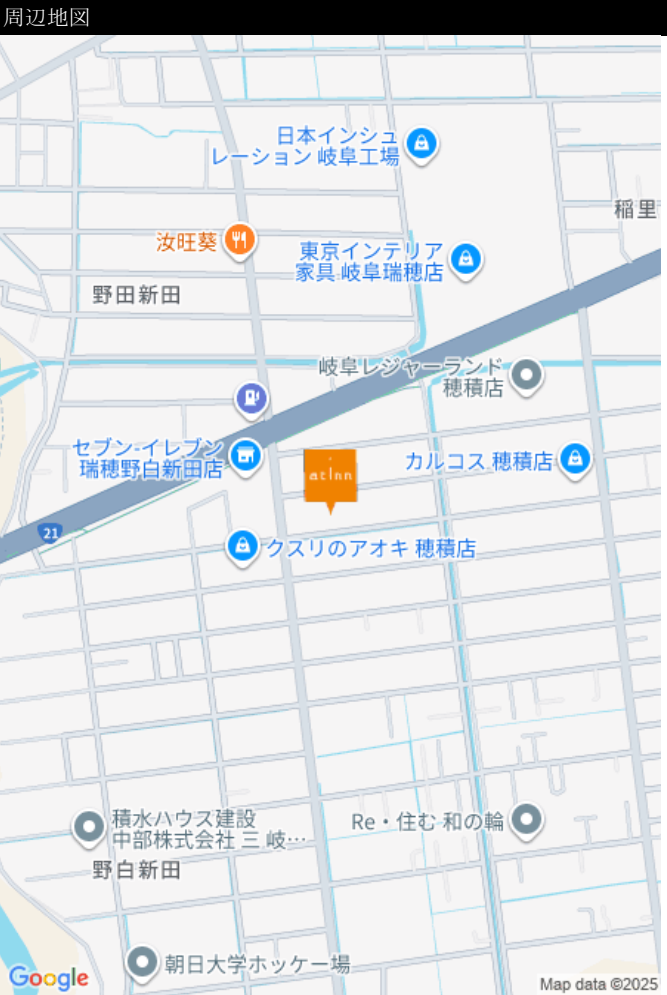 周辺地図
日本インシュ
レーション 岐阜工場
稲里
汝旺葵
東京インテリア
家具 岐阜瑞穂店
野田新田
岐阜レジャーランド
穂積店
セブン-イレブン
瑞穂野白新田店
atInn
カルコス 穂積店
21
クスリのアオキ 穂積店
積水ハウス建設
中部株式会社 三 岐…
Re・住む 和の輪
野白新田
朝日大学ホッケー場
Google
Map data ©2025